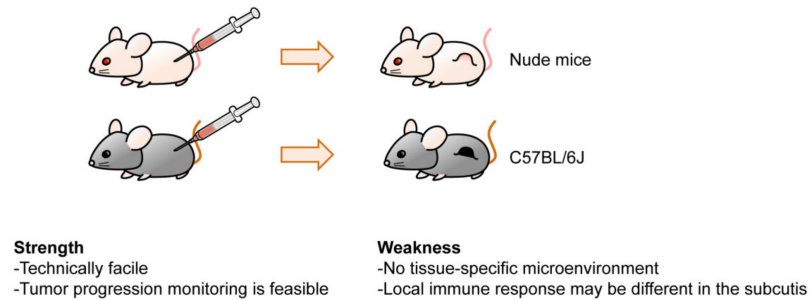 Nude mice
C57BL/6J
Strength
-Technically facile
-Tumor progression monitoring is feasible
Weakness
-No tissue-specific microenvironment
-Local immune response may be different in the subcutis